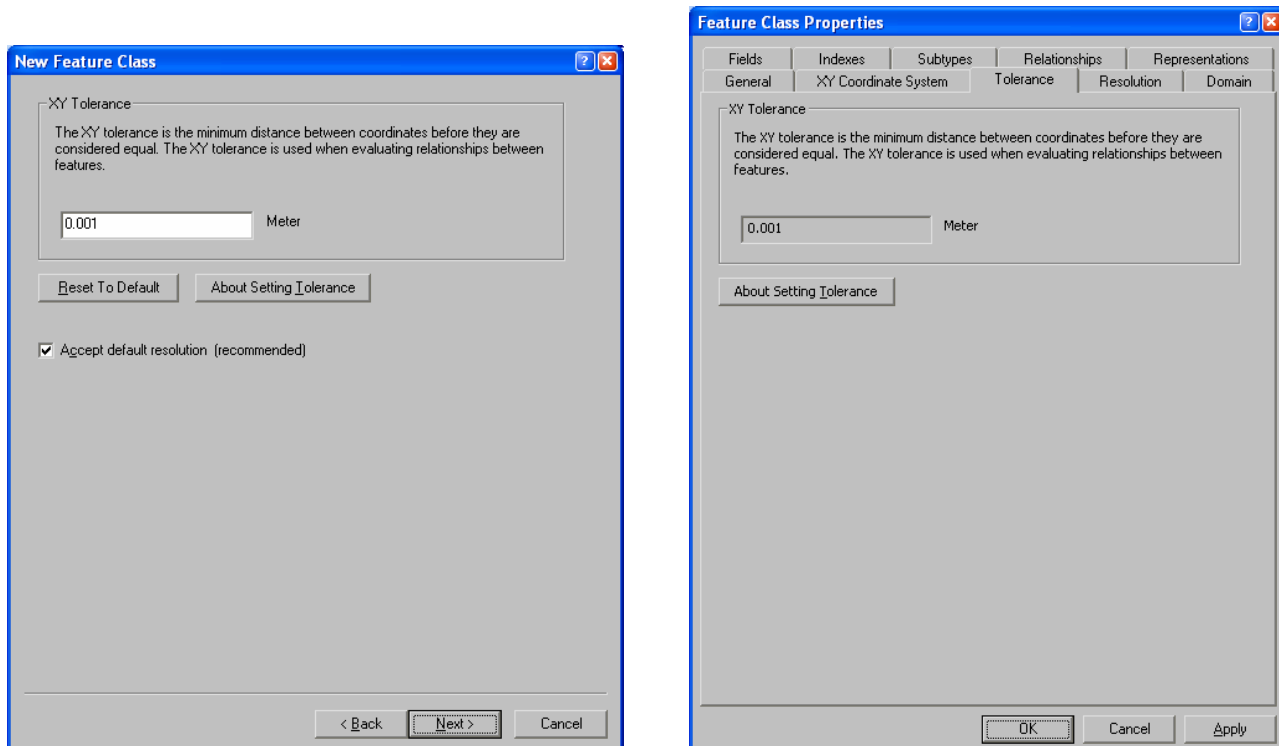 New Feature Class
XY Tolerance
The XY tolerance is the minimum distance between coordinates before they are
considered equal. The XY tolerance is used when evaluating relationships between
features.
0.001 Meter
Reset To Default About Setting Tolerance
Accept default resolution (recommended)
< Back Next > Cancel
Feature Class Properties
Fields Indexes Subtypes Relationships Representations
General XY Coordinate System Tolerance Resolution Domain
XY Tolerance
The XY tolerance is the minimum distance between coordinates before they are
considered equal. The XY tolerance is used when evaluating relationships between
features.
0.001 Meter
About Setting Tolerance
OK Cancel Apply